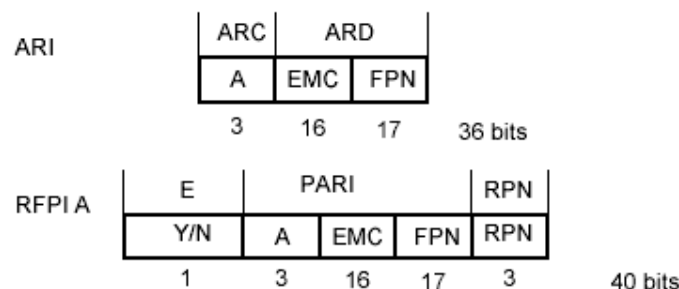 ARC ARD
ARI
A EMC FPN
3 16 17 36 bits
E PARI RPN
RFPI A
Y/N A EMC FPN RPN
1 3 16 17 3 40 bits